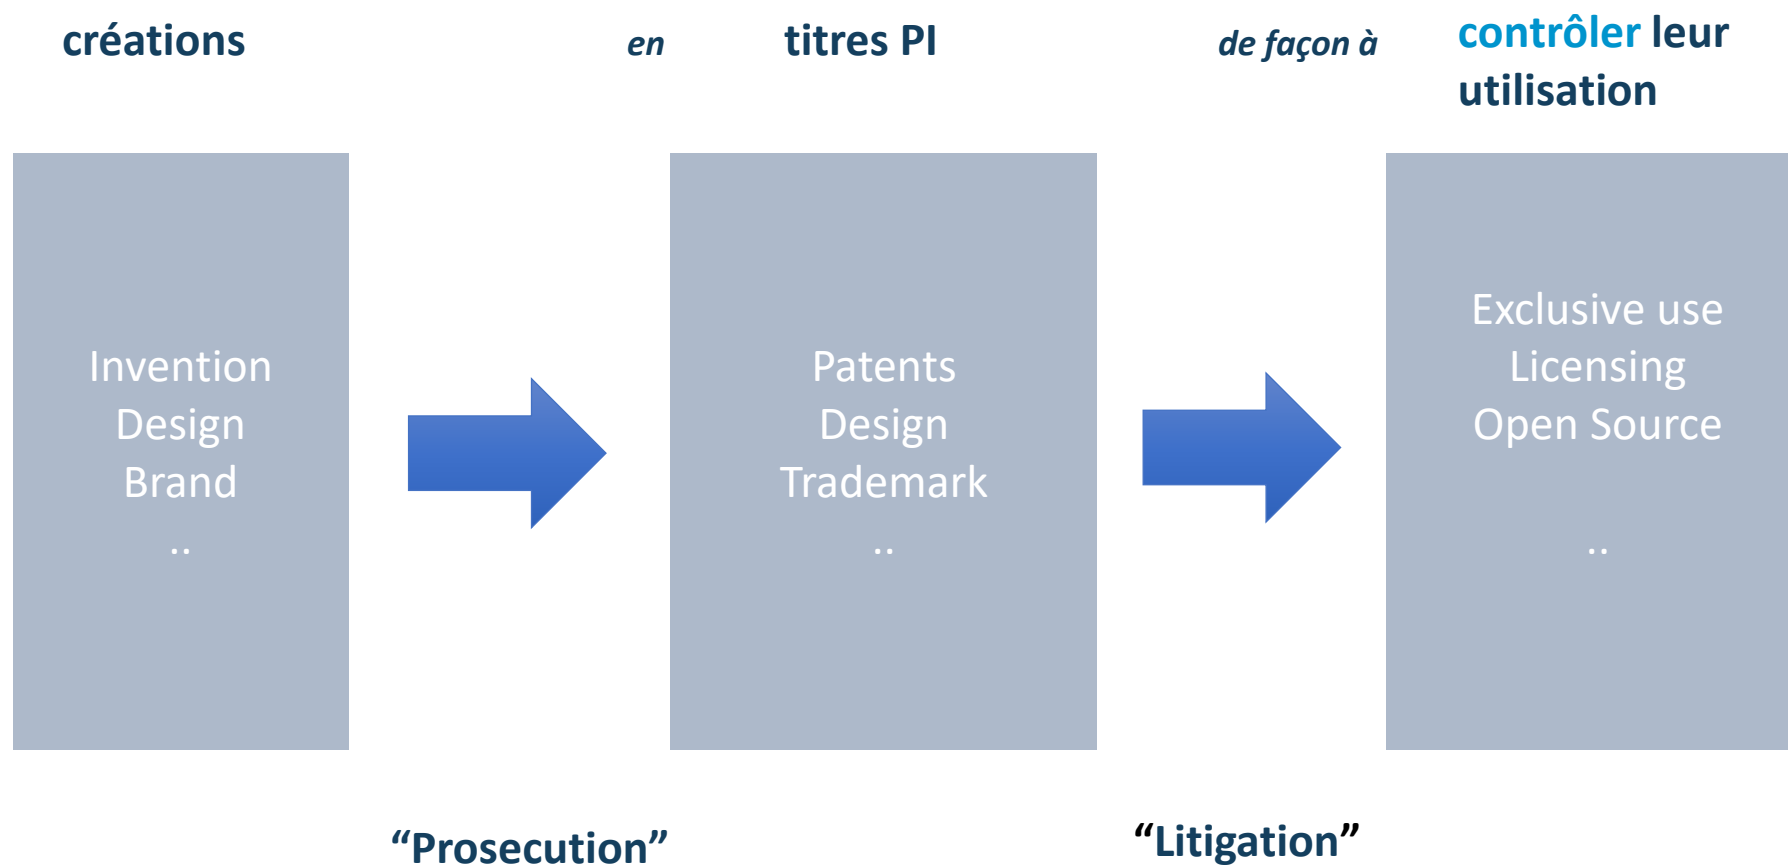 créations en titres PI de façon à contrôler leur
utilisation
Invention
Design
Brand
..
Patents
Design
Trademark
..
Exclusive use
Licensing
Open Source
..
“Prosecution”
“Litigation”